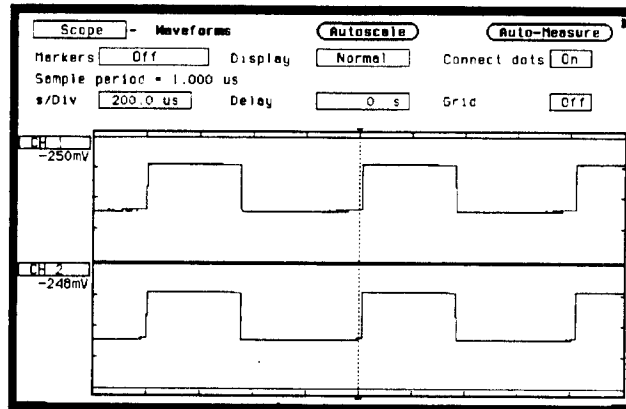 Scope - Waveforms Autoscale Auto-Measure
Markers Off Display Normal Connect dots On
Sample period = 1.000 us
s/Div 200.0 us Delay 0 s Grid Off
CH 1
-250mV
CH 2
-248mV